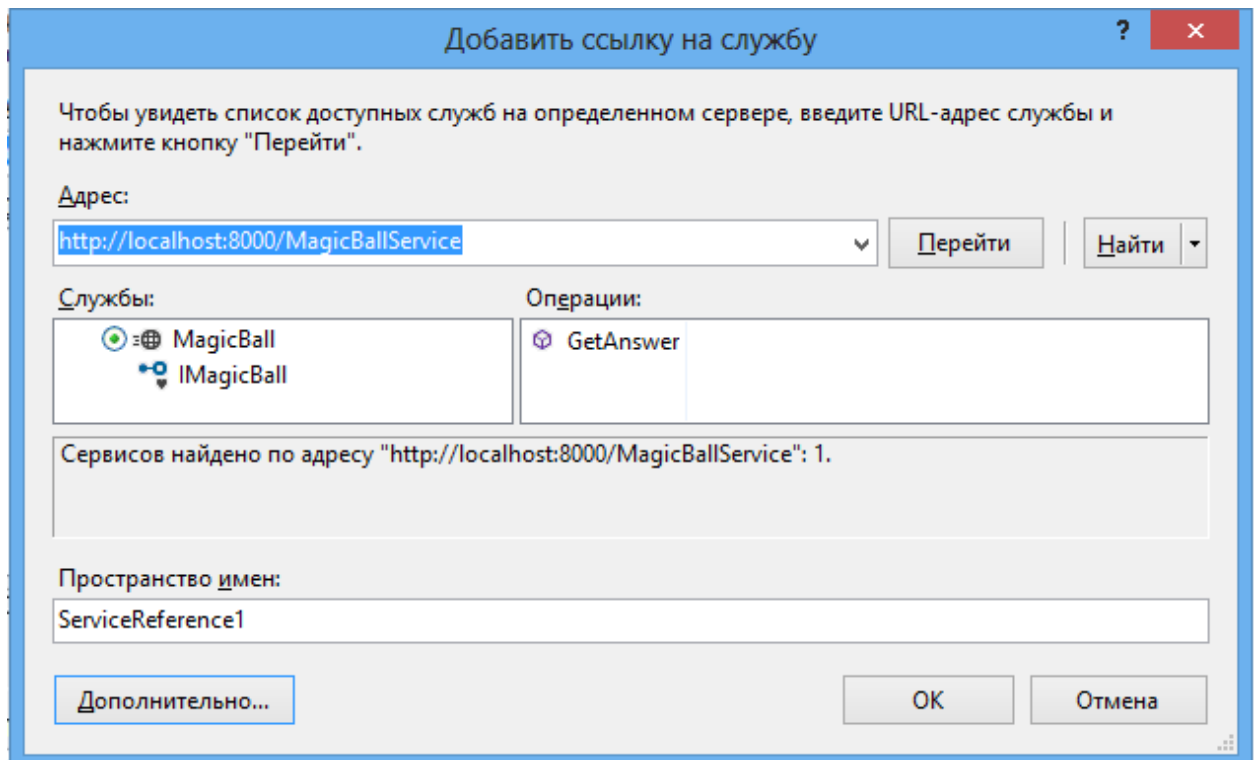 Добавить ссылку на службу
?
Чтобы увидеть список доступных служб на определенном сервере, введите URL-адрес службы и
нажмите кнопку "Перейти".
Адрес:
http://localhost:8000/MagicBallService
Перейти
Найти
Службы:
Операции:
MagicBall
GetAnswer
IMagicBall
Сервисов найдено по адресу "http://localhost:8000/MagicBallService": 1.
Пространство имен:
ServiceReference1
Дополнительно...
ОК
Отмена